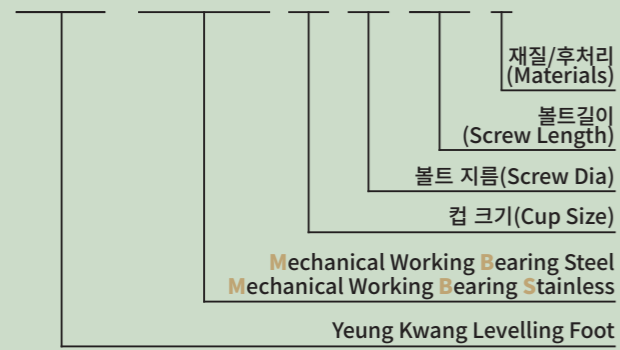 재질/후처리
(Materials)
볼트길이
(Screw Length)
볼트 지름(Screw Dia)
컵 크기(Cup Size)
Mechanical Working Bearing Steel
Mechanical Working Bearing Stainless
Yeung Kwang Levelling Foot